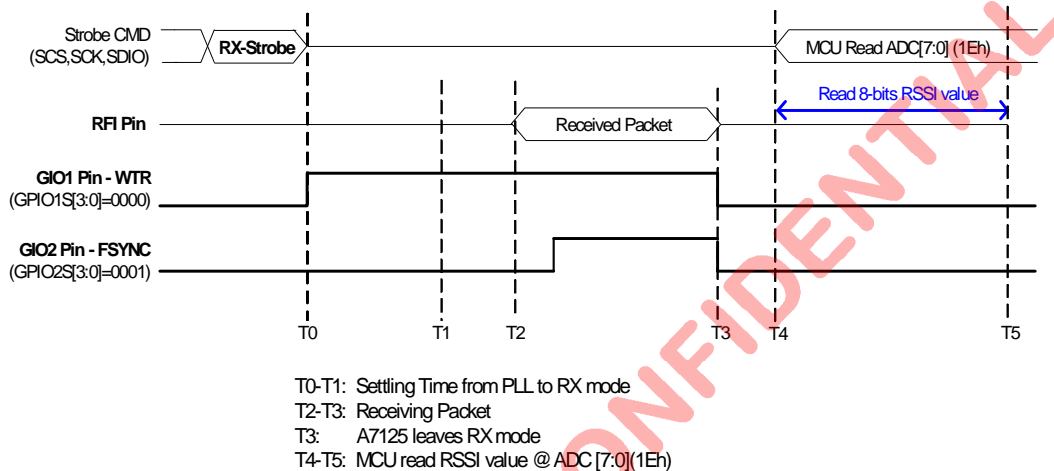 Strobe CMD
(SCS,SCK,SDIO)
RX-Strobe
MCU Read ADC[7:0] (1Eh)
Read 8-bits RSSI value
RFI Pin
Received Packet
GIO1 Pin - WTR
(GPIO1S[3:0]=0000)
GIO2 Pin - FSYNC
(GPIO2S[3:0]=0001)
T0 T1 T2 T3 T4 T5
T0-T1: Settling Time from PLL to RX mode
T2-T3: Receiving Packet
T3: A7125 leaves RX mode
T4-T5: MCU read RSSI value @ ADC [7:0](1Eh)
ONFIDENTIAL